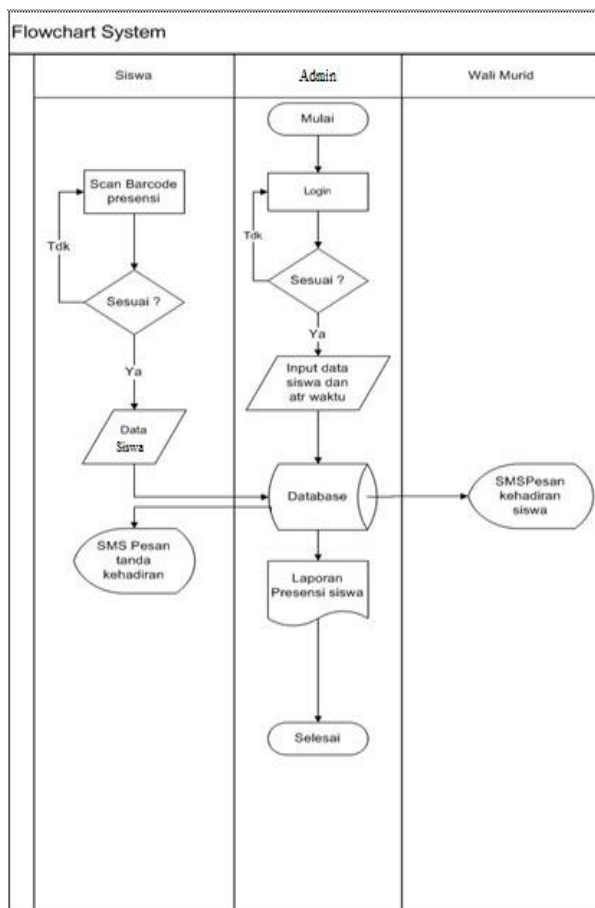 Flowchart System
Siswa
Admin
Wali Murid
Mulai
Scan Barcode
presensi
Login
Tdk
Tdk
Sesuai ?
Sesuai ?
Ya
Ya
Input data
siswa dan
atr waktu
Data
Siswa
Database
SMSPesan
kehadiran
siswa
SMS Pesan
tanda
kehadiran
Laporan
Presensi siswa
Selesai